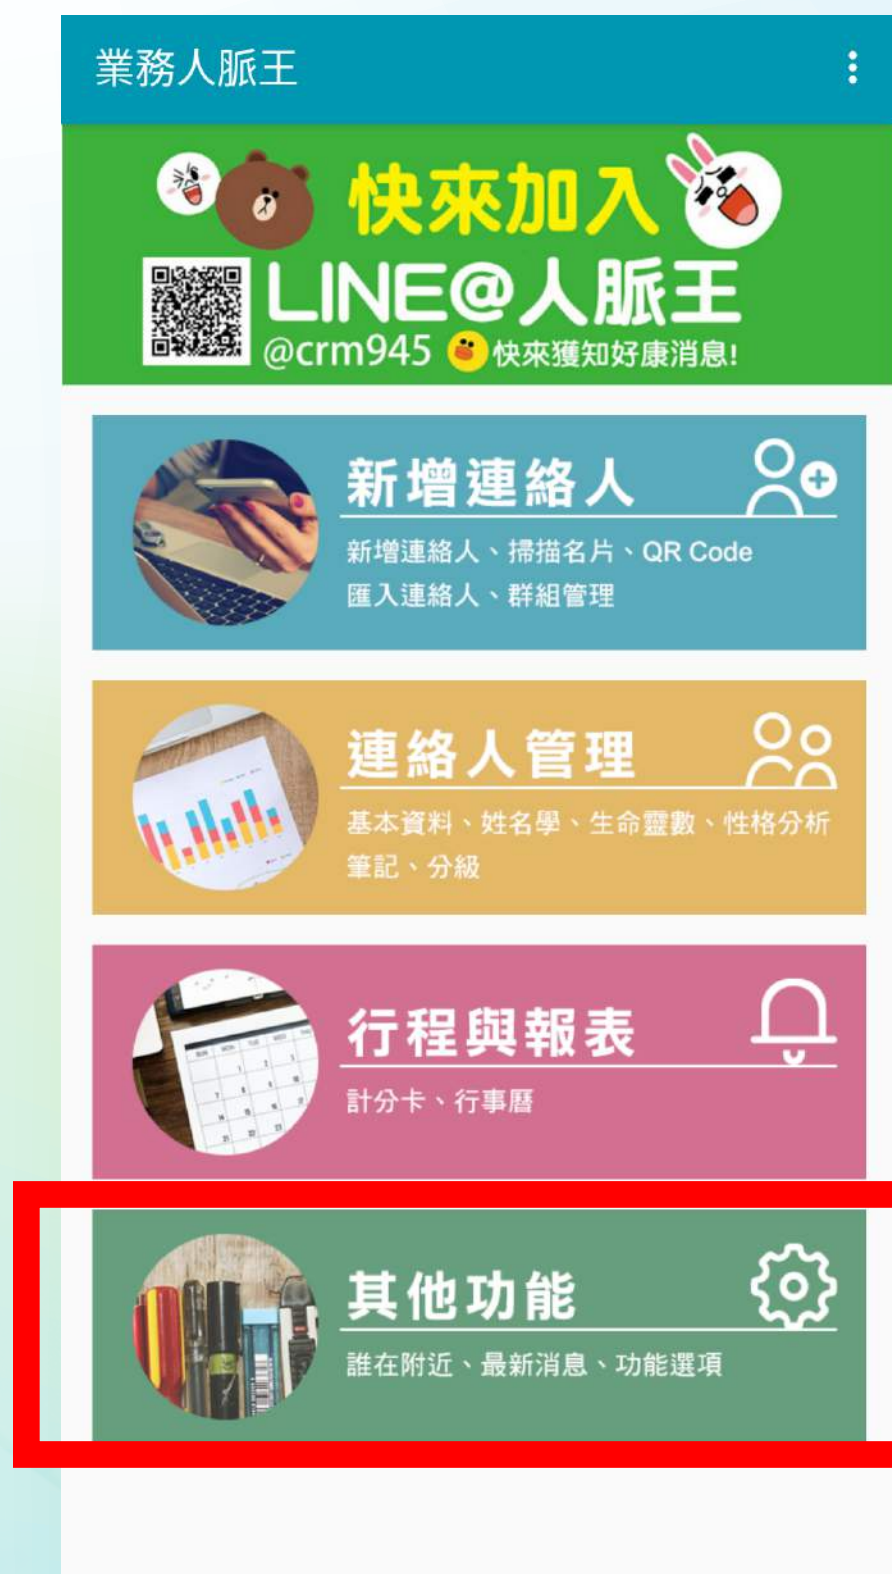 業務人脈王
快來加入
LINE@人脈王
@crm945 快來獲知好康消息!
新增連絡人
新增連絡人、掃描名片、QR Code
匯入連絡人、群組管理
連絡人管理
基本資料、姓名學、生命靈數、性格分析
筆記、分級
行程與報表
計分卡、行事曆
其他功能
誰在附近、最新消息、功能選項